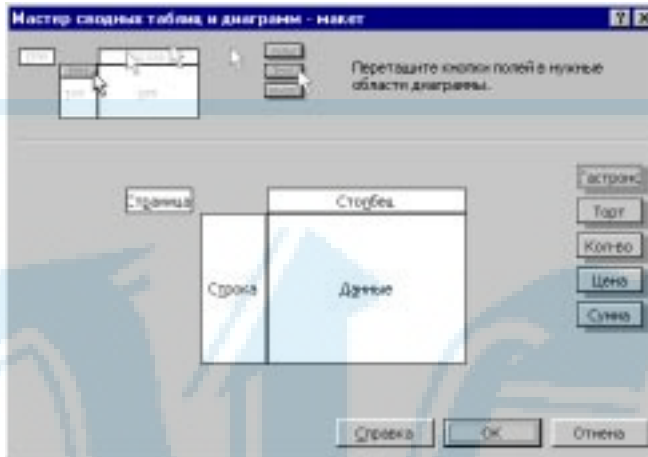 Мастер сводных таблиц и диаграмм - макет
Перетащите кнопки полей в нужные
области диаграммы.
Страница
Столбец
Строка
Данные
Гастроно
Торт
Кол-во
Цена
Сумма
Справка
ОК
Отмена